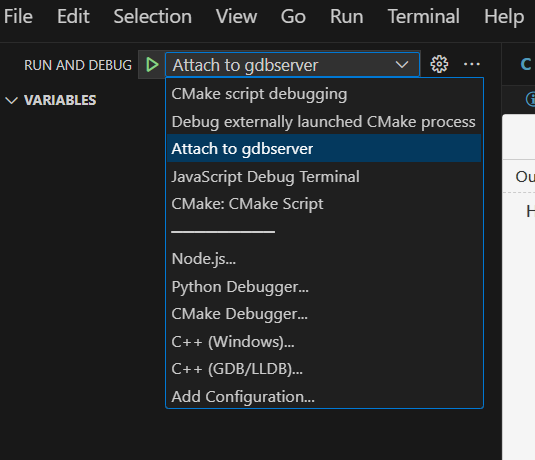 File Edit Selection View Go Run Terminal Help
RUN AND DEBUG Attach to gdbserver
VARIABLES
CMake script debugging
Debug externally launched CMake process
Attach to gdbserver
JavaScript Debug Terminal
CMake: CMake Script
Node.js...
Python Debugger...
CMake Debugger...
C++ (Windows)...
C++ (GDB/LLDB)...
Add Configuration...
C
Ou
H